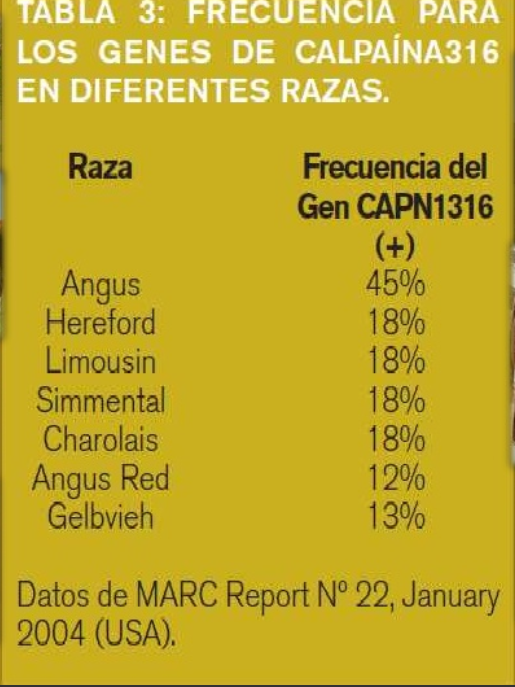 TABLA 3: FRECUENCIA PARA
LOS GENES DE CALPAÍNA316
EN DIFERENTES RAZAS.
Raza Frecuencia del
Gen CAPN1316
(+)
Angus 45%
Hereford 18%
Limousin 18%
Simmental 18%
Charolais 18%
Angus Red 12%
Gelbvieh 13%
Datos de MARC Report Nº 22, January
2004 (USA).